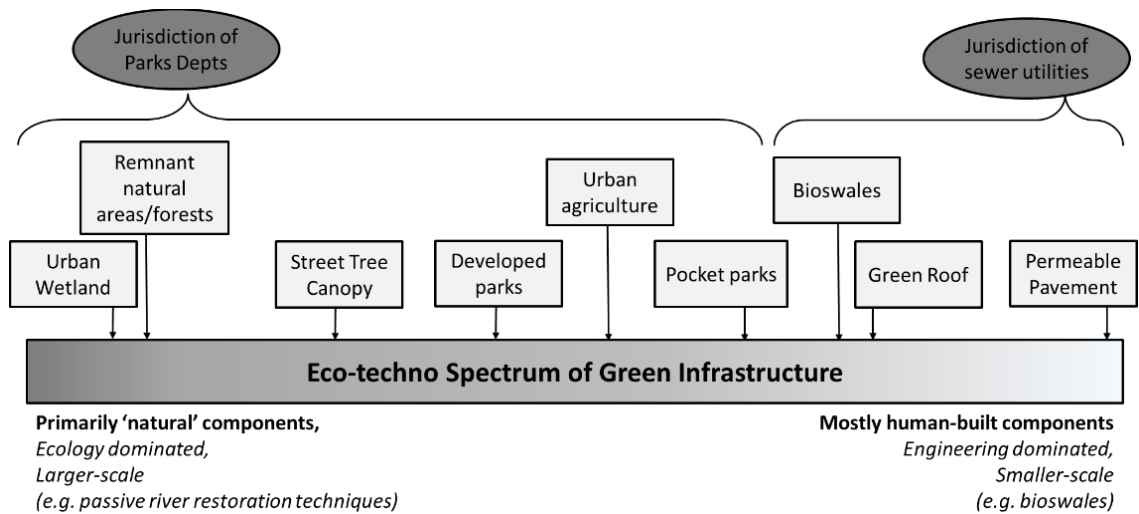 Jurisdiction of
Parks Depts
Jurisdiction of
sewer utilities
Remnant
natural
areas/forests
Urban
agriculture
Bioswales
Urban
Wetland
Street Tree
Canopy
Developed
parks
Pocket parks
Green Roof
Permeable
Pavement
Eco-techno Spectrum of Green Infrastructure
Primarily ‘natural’ components,
Ecology dominated,
Larger-scale
(e.g. passive river restoration techniques)
Mostly human-built components
Engineering dominated,
Smaller-scale
(e.g. bioswales)